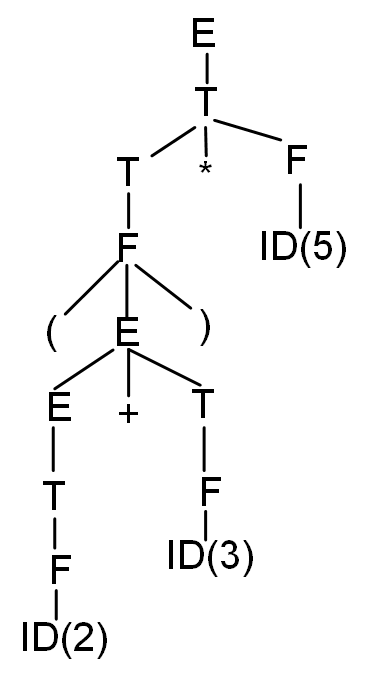 E
T
T * F
F ID(5)
( E )
E + T
T F
F ID(3)
ID(2)